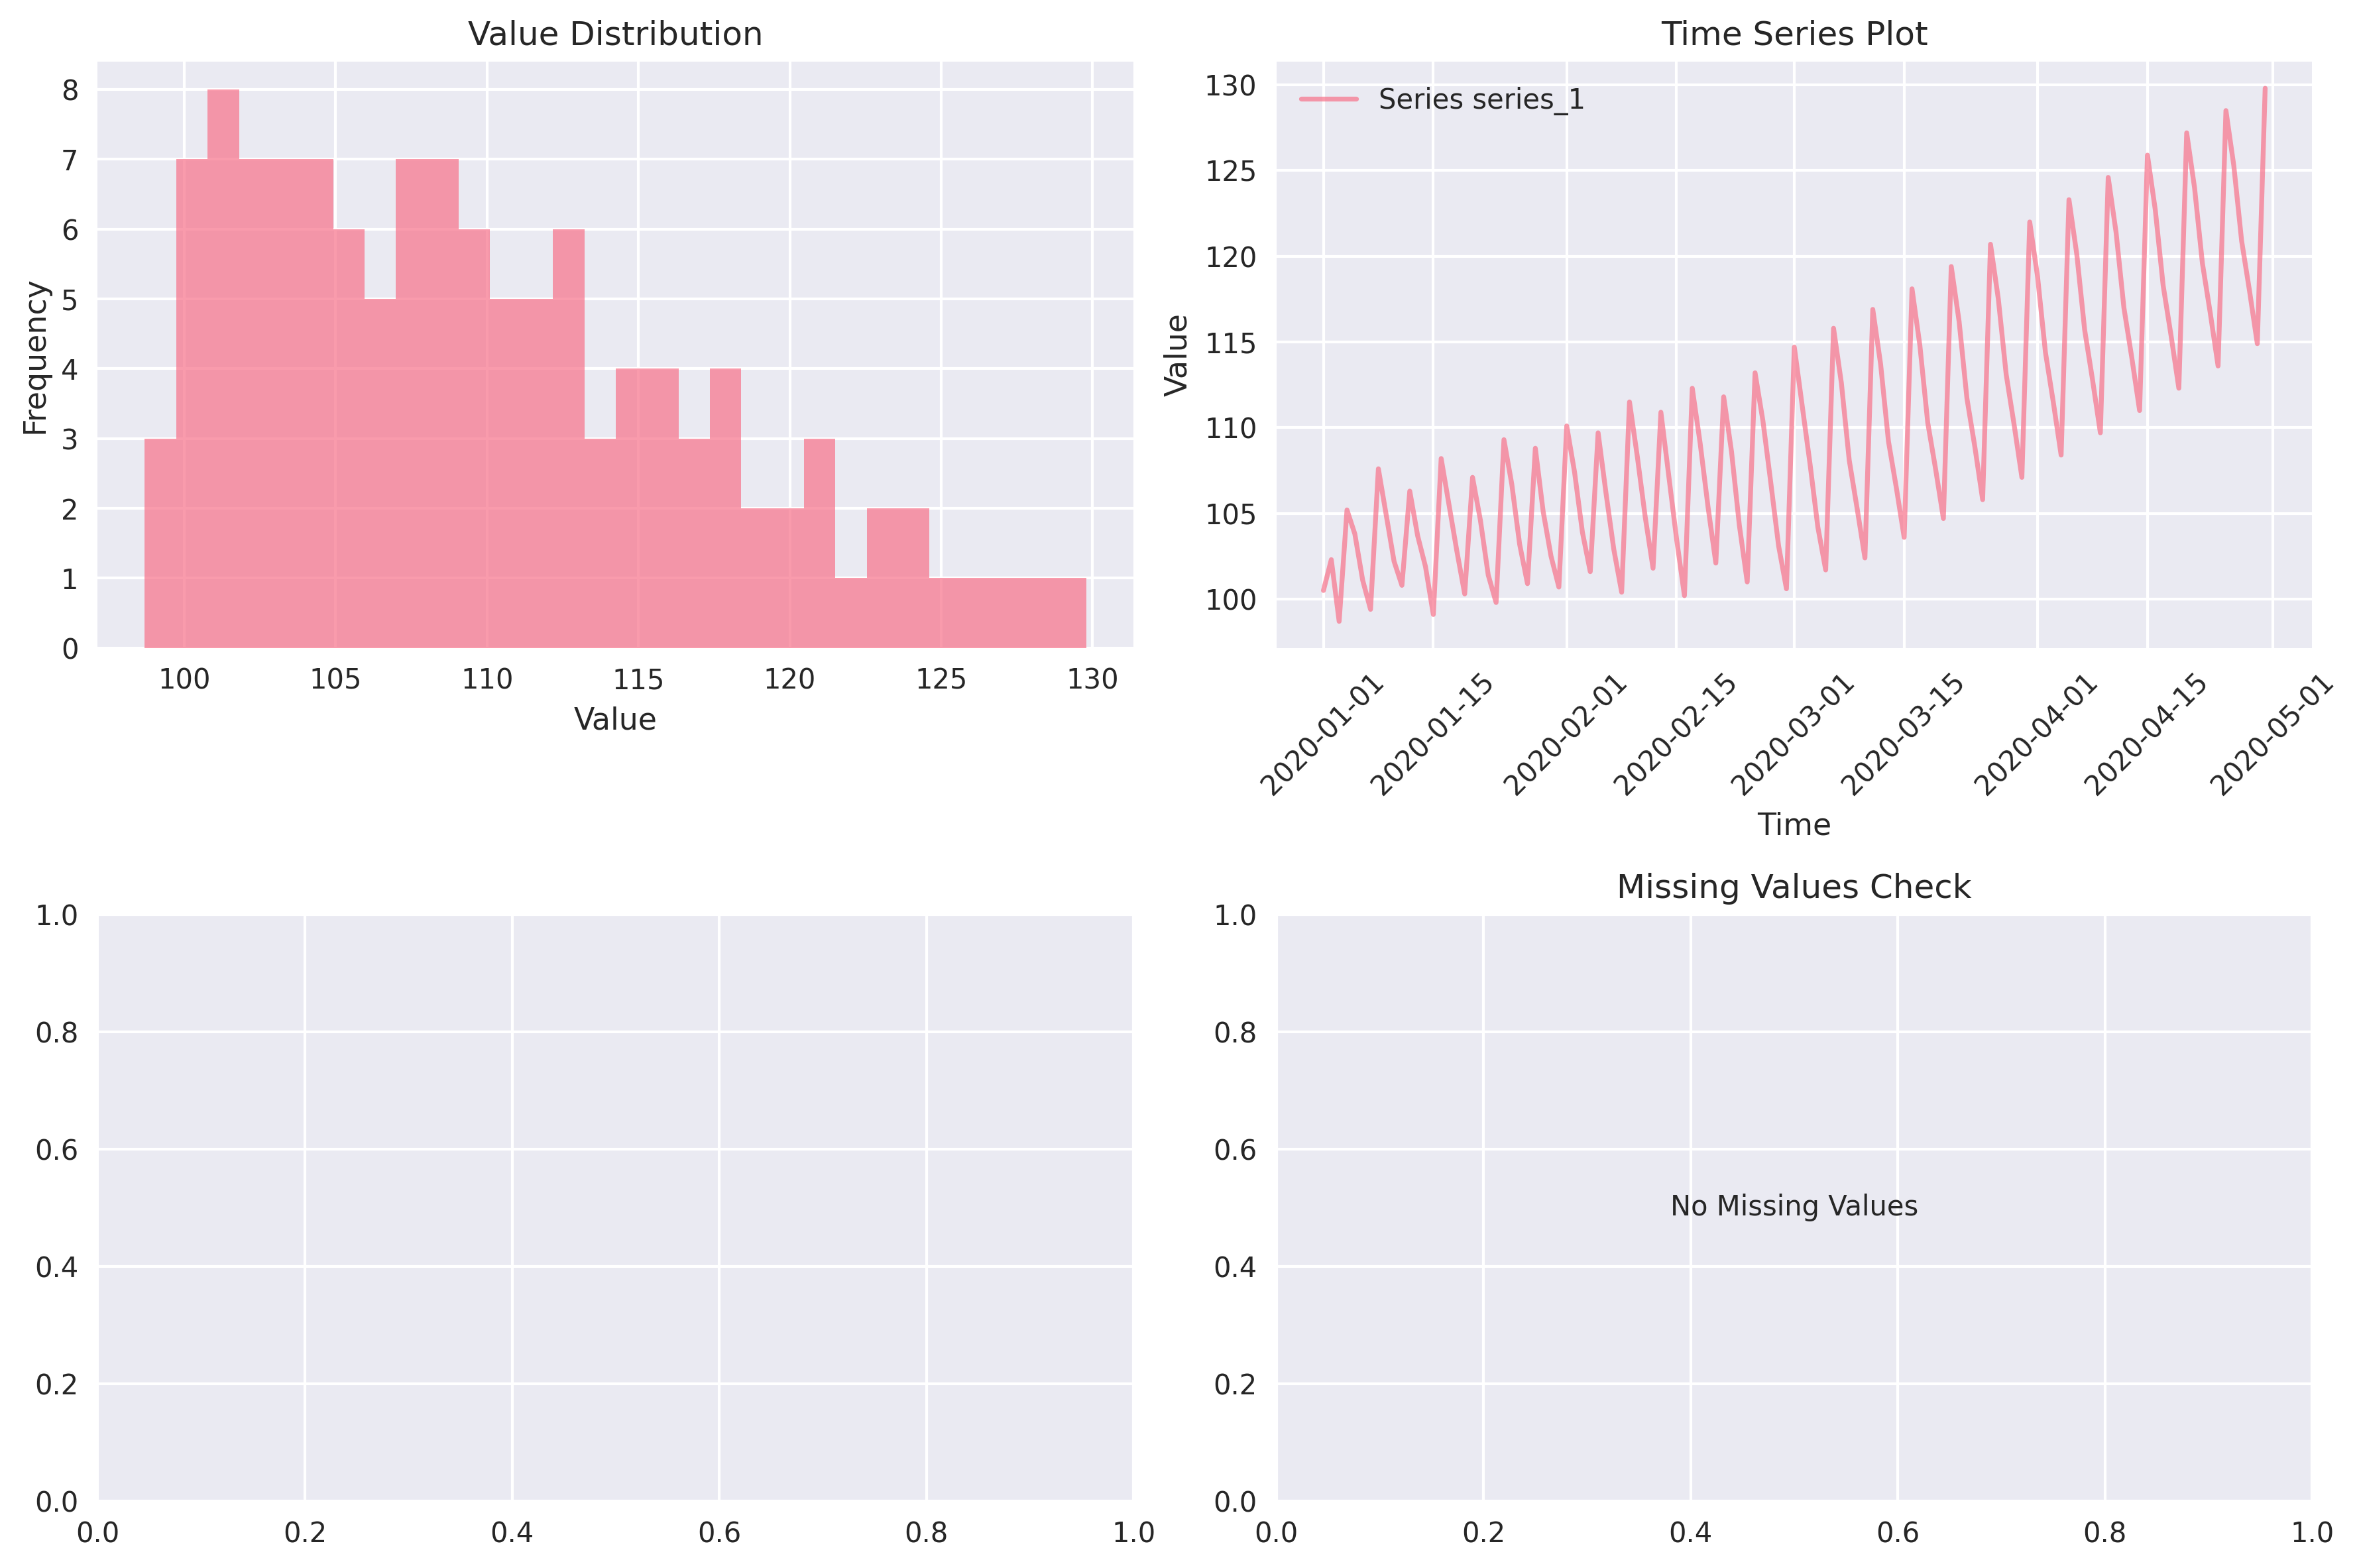 Value Distribution
8
7
6
5
4
3
2
1
0
Frequency
100 105 110 115 120 125 130
Value
Time Series Plot
Series series_1
130
125
120
115
110
105
100
Value
2020-01-01 2020-01-15 2020-02-01 2020-02-15 2020-03-01 2020-03-15 2020-04-01 2020-04-15 2020-05-01
Time
1.0
0.8
0.6
0.4
0.2
0.0
0.0 0.2 0.4 0.6 0.8 1.0
Missing Values Check
1.0
0.8
0.6
No Missing Values
0.4
0.2
0.0
0.0 0.2 0.4 0.6 0.8 1.0